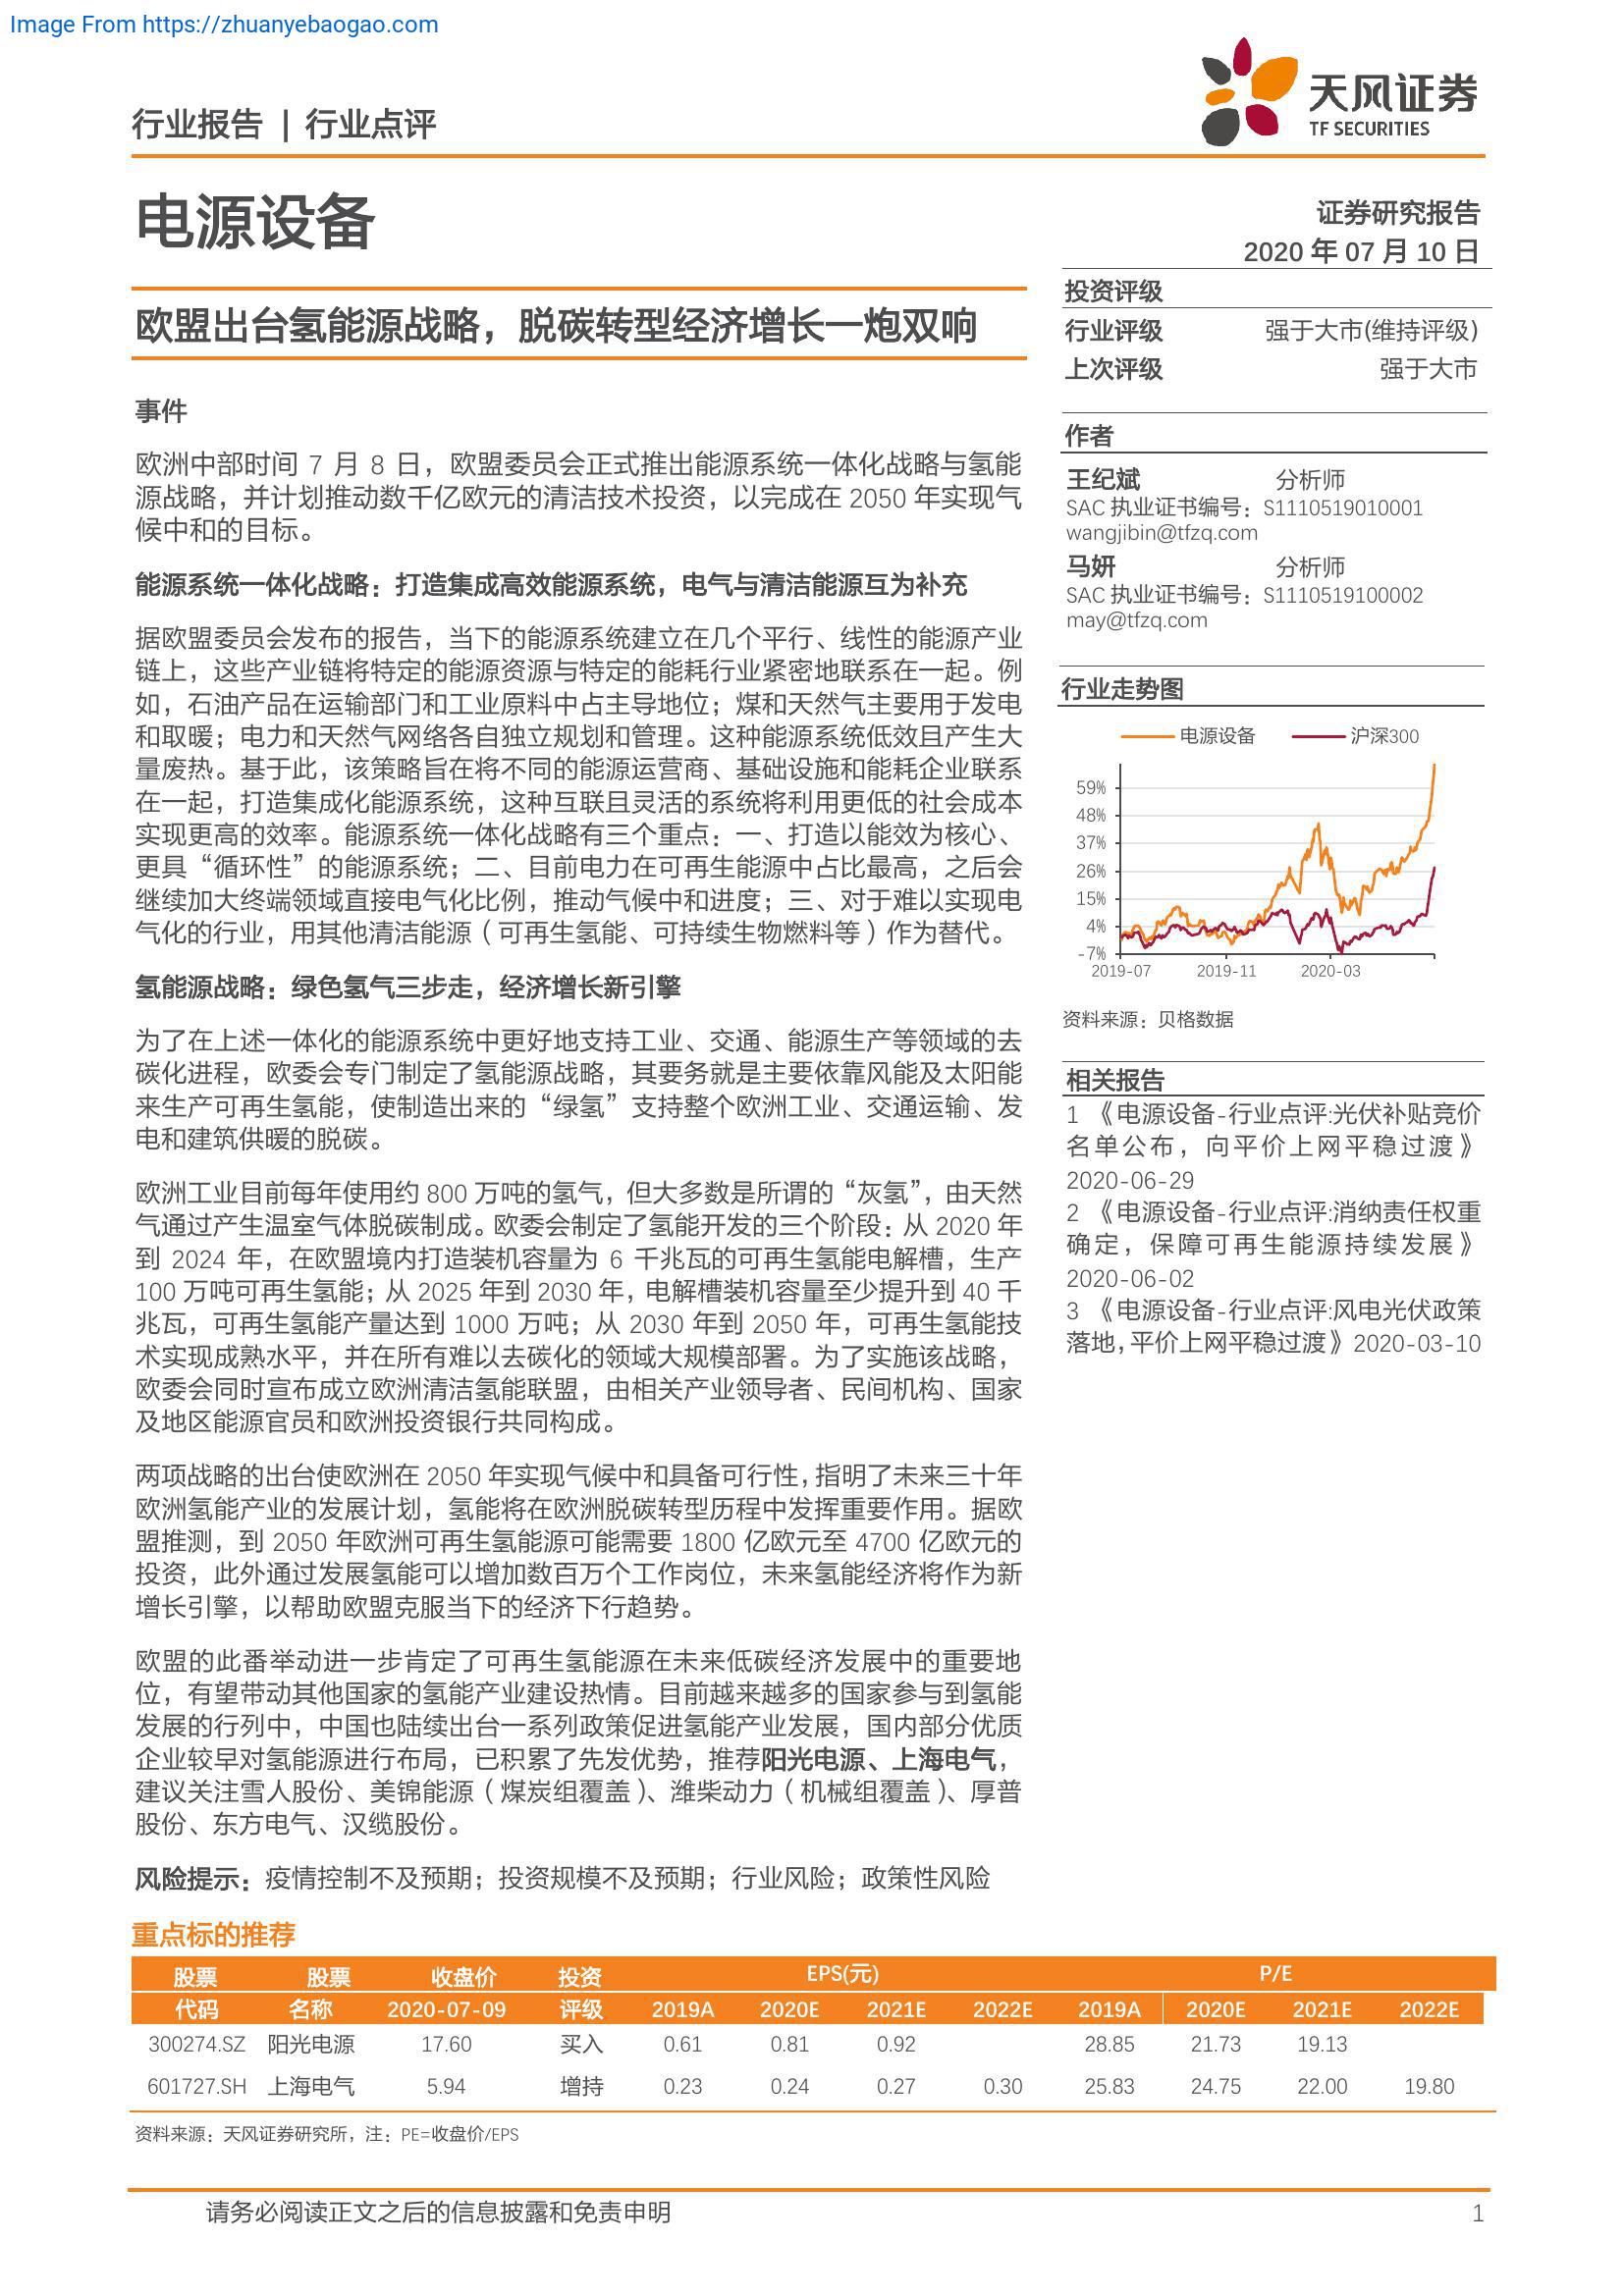 Image From https://zhuanyebaogao.com
行业报告 | 行业点评
天风证券
TF SECURITIES
电源设备
证券研究报告
2020 年 07 月 10 日
欧盟出台氢能源战略，脱碳转型经济增长一炮双响
事件
欧洲中部时间 7 月 8 日，欧盟委员会正式推出能源系统一体化战略与氢能
源战略，并计划推动数千亿欧元的清洁技术投资，以完成在 2050 年实现气
候中和的目标。
能源系统一体化战略：打造集成高效能源系统，电气与清洁能源互为补充
据欧盟委员会发布的报告，当下的能源系统建立在几个平行、线性的能源产业
链上，这些产业链将特定的能源资源与特定的能耗行业紧密地联系在一起。例
如，石油产品在运输部门和工业原料中占主导地位；煤和天然气主要用于发电
和取暖；电力和天然气网络各自独立规划和管理。这种能源系统低效且产生大
量废热。基于此，该策略旨在将不同的能源运营商、基础设施和能耗企业联系
在一起，打造集成化能源系统，这种互联且灵活的系统将利用更低的社会成本
实现更高的效率。能源系统一体化战略有三个重点：一、打造以能效为核心、
更具“循环性”的能源系统；二、目前电力在可再生能源中占比最高，之后会
继续加大终端领域直接电气化比例，推动气候中和进度；三、对于难以实现电
气化的行业，用其他清洁能源（可再生氢能、可持续生物燃料等）作为替代。
氢能源战略：绿色氢气三步走，经济增长新引擎
为了在上述一体化的能源系统中更好地支持工业、交通、能源生产等领域的去
碳化进程，欧委会专门制定了氢能源战略，其要务就是主要依靠风能及太阳能
来生产可再生氢能，使制造出来的“绿氢”支持整个欧洲工业、交通运输、发
电和建筑供暖的脱碳。
欧洲工业目前每年使用约 800 万吨的氢气，但大多数是所谓的“灰氢”，由天然
气通过产生温室气体脱碳制成。欧委会制定了氢能开发的三个阶段：从 2020 年
到 2024 年，在欧盟境内打造装机容量为 6 千兆瓦的可再生氢能电解槽，生产
100 万吨可再生氢能；从 2025 年到 2030 年，电解槽装机容量至少提升到 40 千
兆瓦，可再生氢能产量达到 1000 万吨；从 2030 年到 2050 年，可再生氢能技
术实现成熟水平，并在所有难以去碳化的领域大规模部署。为了实施该战略，
欧委会同时宣布成立欧洲清洁氢能联盟，由相关产业领导者、民间机构、国家
及地区能源官员和欧洲投资银行共同构成。
两项战略的出台使欧洲在 2050 年实现气候中和具备可行性，指明了未来三十年
欧洲氢能产业的发展计划，氢能将在欧洲脱碳转型历程中发挥重要作用。据欧
盟推测，到 2050 年欧洲可再生氢能源可能需要 1800 亿欧元至 4700 亿欧元的
投资，此外通过发展氢能可以增加数百万个工作岗位，未来氢能经济将作为新
增长引擎，以帮助欧盟克服当下的经济下行趋势。
欧盟的此番举动进一步肯定了可再生氢能源在未来低碳经济发展中的重要地
位，有望带动其他国家的氢能产业建设热情。目前越来越多的国家参与到氢能
发展的行列中，中国也陆续出台一系列政策促进氢能产业发展，国内部分优质
企业较早对氢能源进行布局，已积累了先发优势，推荐阳光电源、上海电气，
建议关注雪人股份、美锦能源（煤炭组覆盖）、潍柴动力（机械组覆盖）、厚普
股份、东方电气、汉缆股份。
风险提示：疫情控制不及预期；投资规模不及预期；行业风险；政策性风险
投资评级
行业评级 强于大市(维持评级)
上次评级 强于大市
作者
王纪斌 分析师
SAC 执业证书编号：S1110519010001
wangjibin@tfzq.com
马妍 分析师
SAC 执业证书编号：S1110519100002
may@tfzq.com
行业走势图
电源设备 沪深300
59%
48%
37%
26%
15%
4%
-7%
2019-07 2019-11 2020-03
资料来源：贝格数据
相关报告
1 《电源设备-行业点评:光伏补贴竞价
名单公布，向平价上网平稳过渡》
2020-06-29
2 《电源设备-行业点评:消纳责任权重
确定，保障可再生能源持续发展》
2020-06-02
3 《电源设备-行业点评:风电光伏政策
落地，平价上网平稳过渡》2020-03-10
重点标的推荐
股票 股票 收盘价 投资 EPS(元) P/E
代码 名称 2020-07-09 评级 2019A 2020E 2021E 2022E 2019A 2020E 2021E 2022E
300274.SZ 阳光电源 17.60 买入 0.61 0.81 0.92 28.85 21.73 19.13
601727.SH 上海电气 5.94 增持 0.23 0.24 0.27 0.30 25.83 24.75 22.00 19.80
资料来源：天风证券研究所，注：PE=收盘价/EPS
请务必阅读正文之后的信息披露和免责申明 1